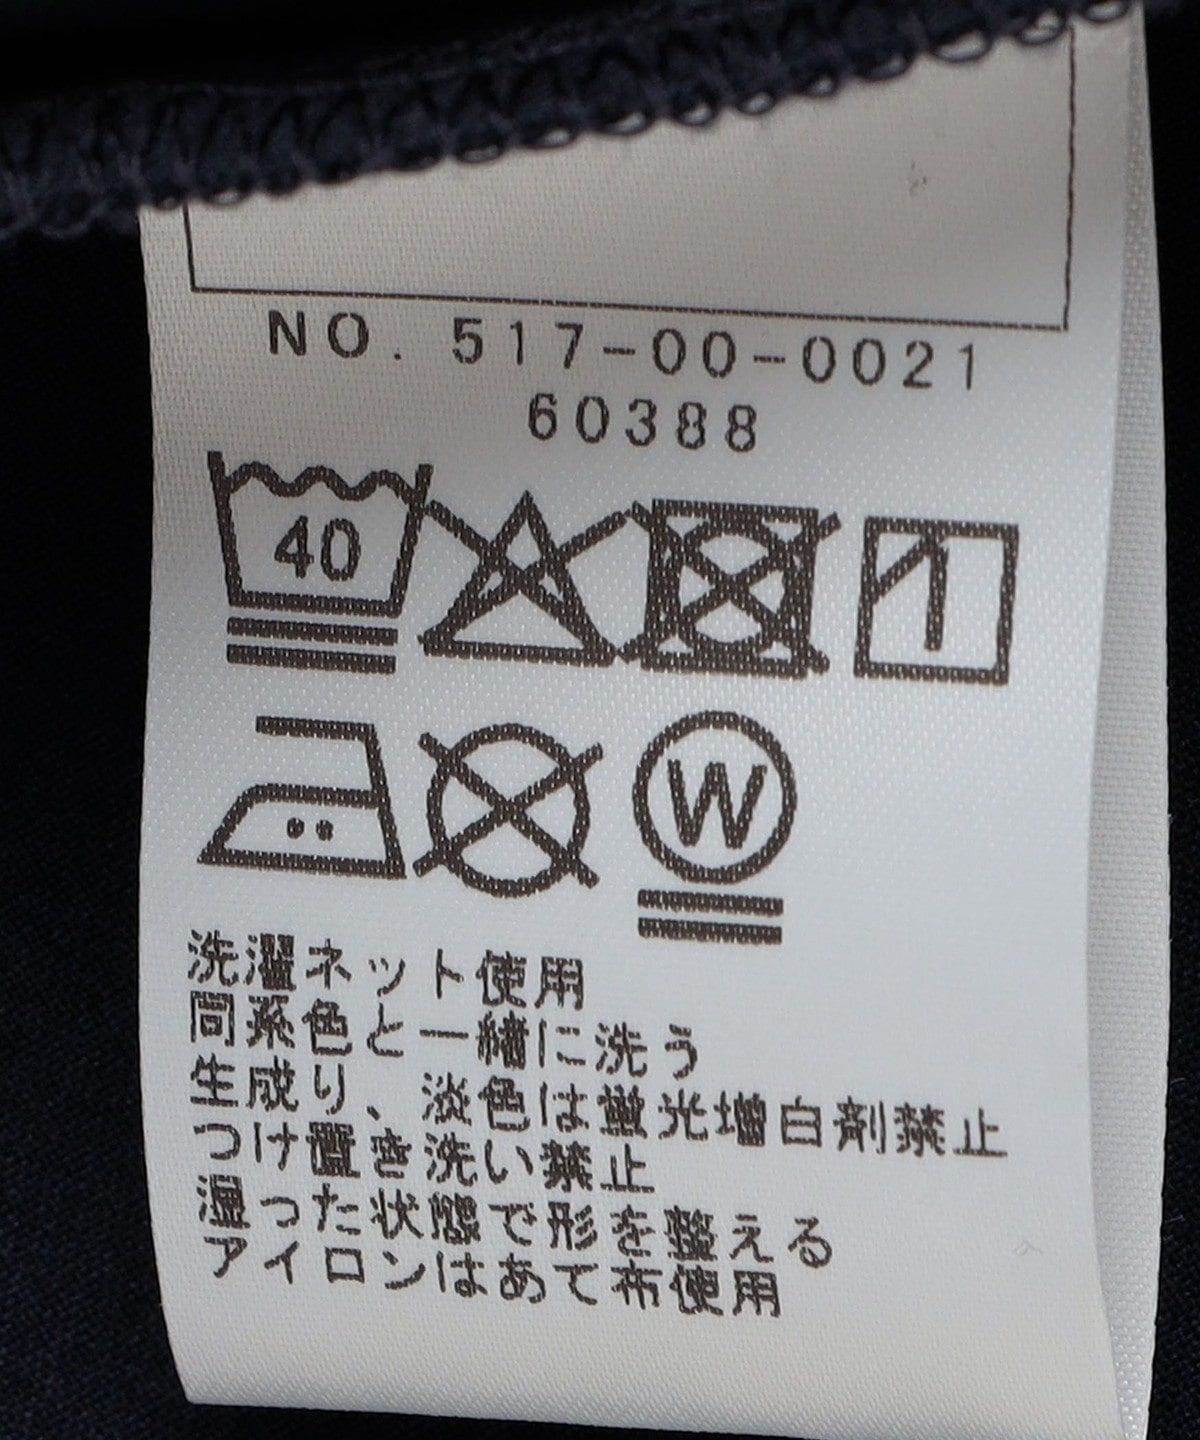 NO. 517-00-0021
60388
40
W
洗濯ネット使用
同系色と一緒に洗う
生成り、淡色は蛍光増白剤禁止
つけ置き洗い禁止
湿った状態で形を整える
アイロンはあて布使用